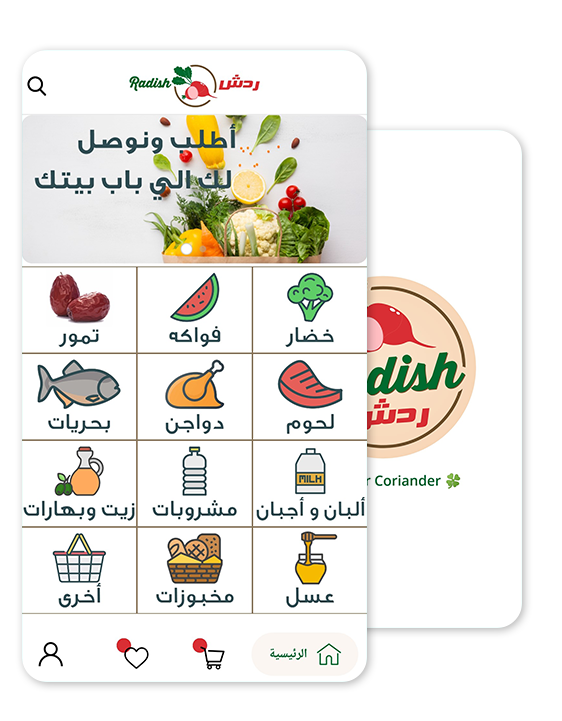 Radish ردش
أطلب ونوصل
لك الي باب بيتك
خضار
فواكه
تمور
لحوم
دواجن
بحريات
MILK
ألبان و أجبان
مشروبات
زيت وبهارات
عسل
مخبوزات
أخرى
الرئيسية
dish
ردش
r Coriander